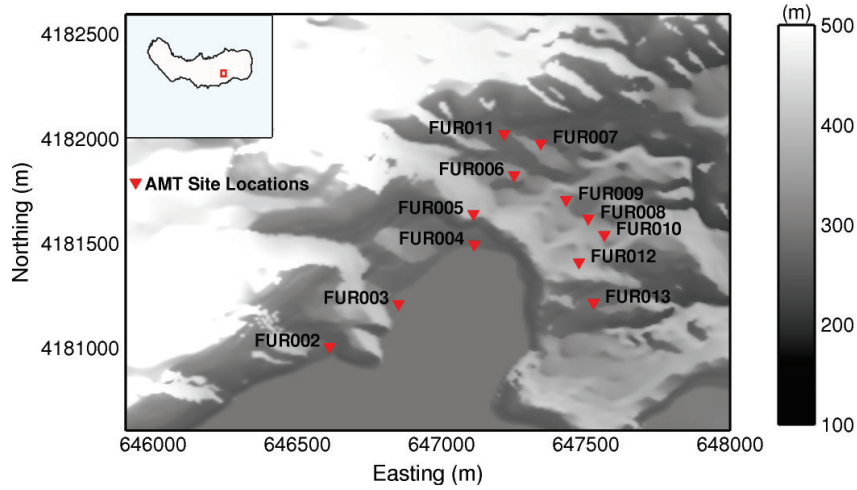 (m)
4182500
4182000
4181500
4181000
Northing (m)
AMT Site Locations
FUR011
FUR007
FUR006
FUR009
FUR005
FUR008
FUR010
FUR004
FUR012
FUR003
FUR013
FUR002
500
400
300
200
100
646000 646500 647000 647500 648000
Easting (m)